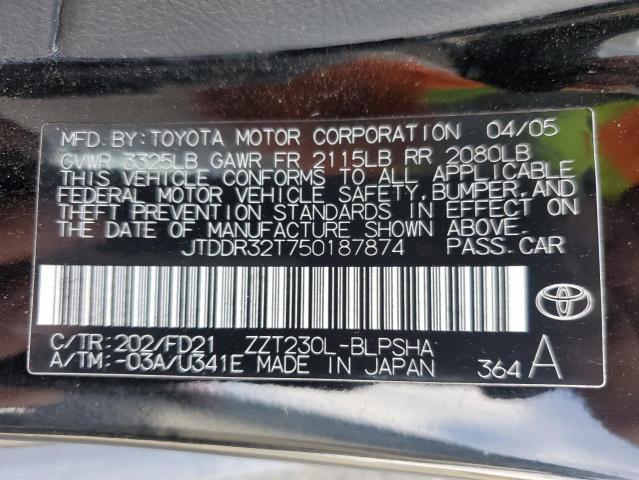 MFD. BY: TOYOTA MOTOR CORPORATION 04/05
GVWR 3325LB GAWR FR 2115LB RR 2080LB
THIS VEHICLE CONFORMS TO ALL APPLICABLE
FEDERAL MOTOR VEHICLE SAFETY, BUMPER, AND
THEFT PREVENTION STANDARDS IN EFFECT ON
THE DATE OF MANUFACTURE SHOWN ABOVE.
JTDDR32T750187874 PASS. CAR
C/TR: 202/FD21 ZZT230L-BLPSHA
A/TM: -03A/U341E MADE IN JAPAN 364 A